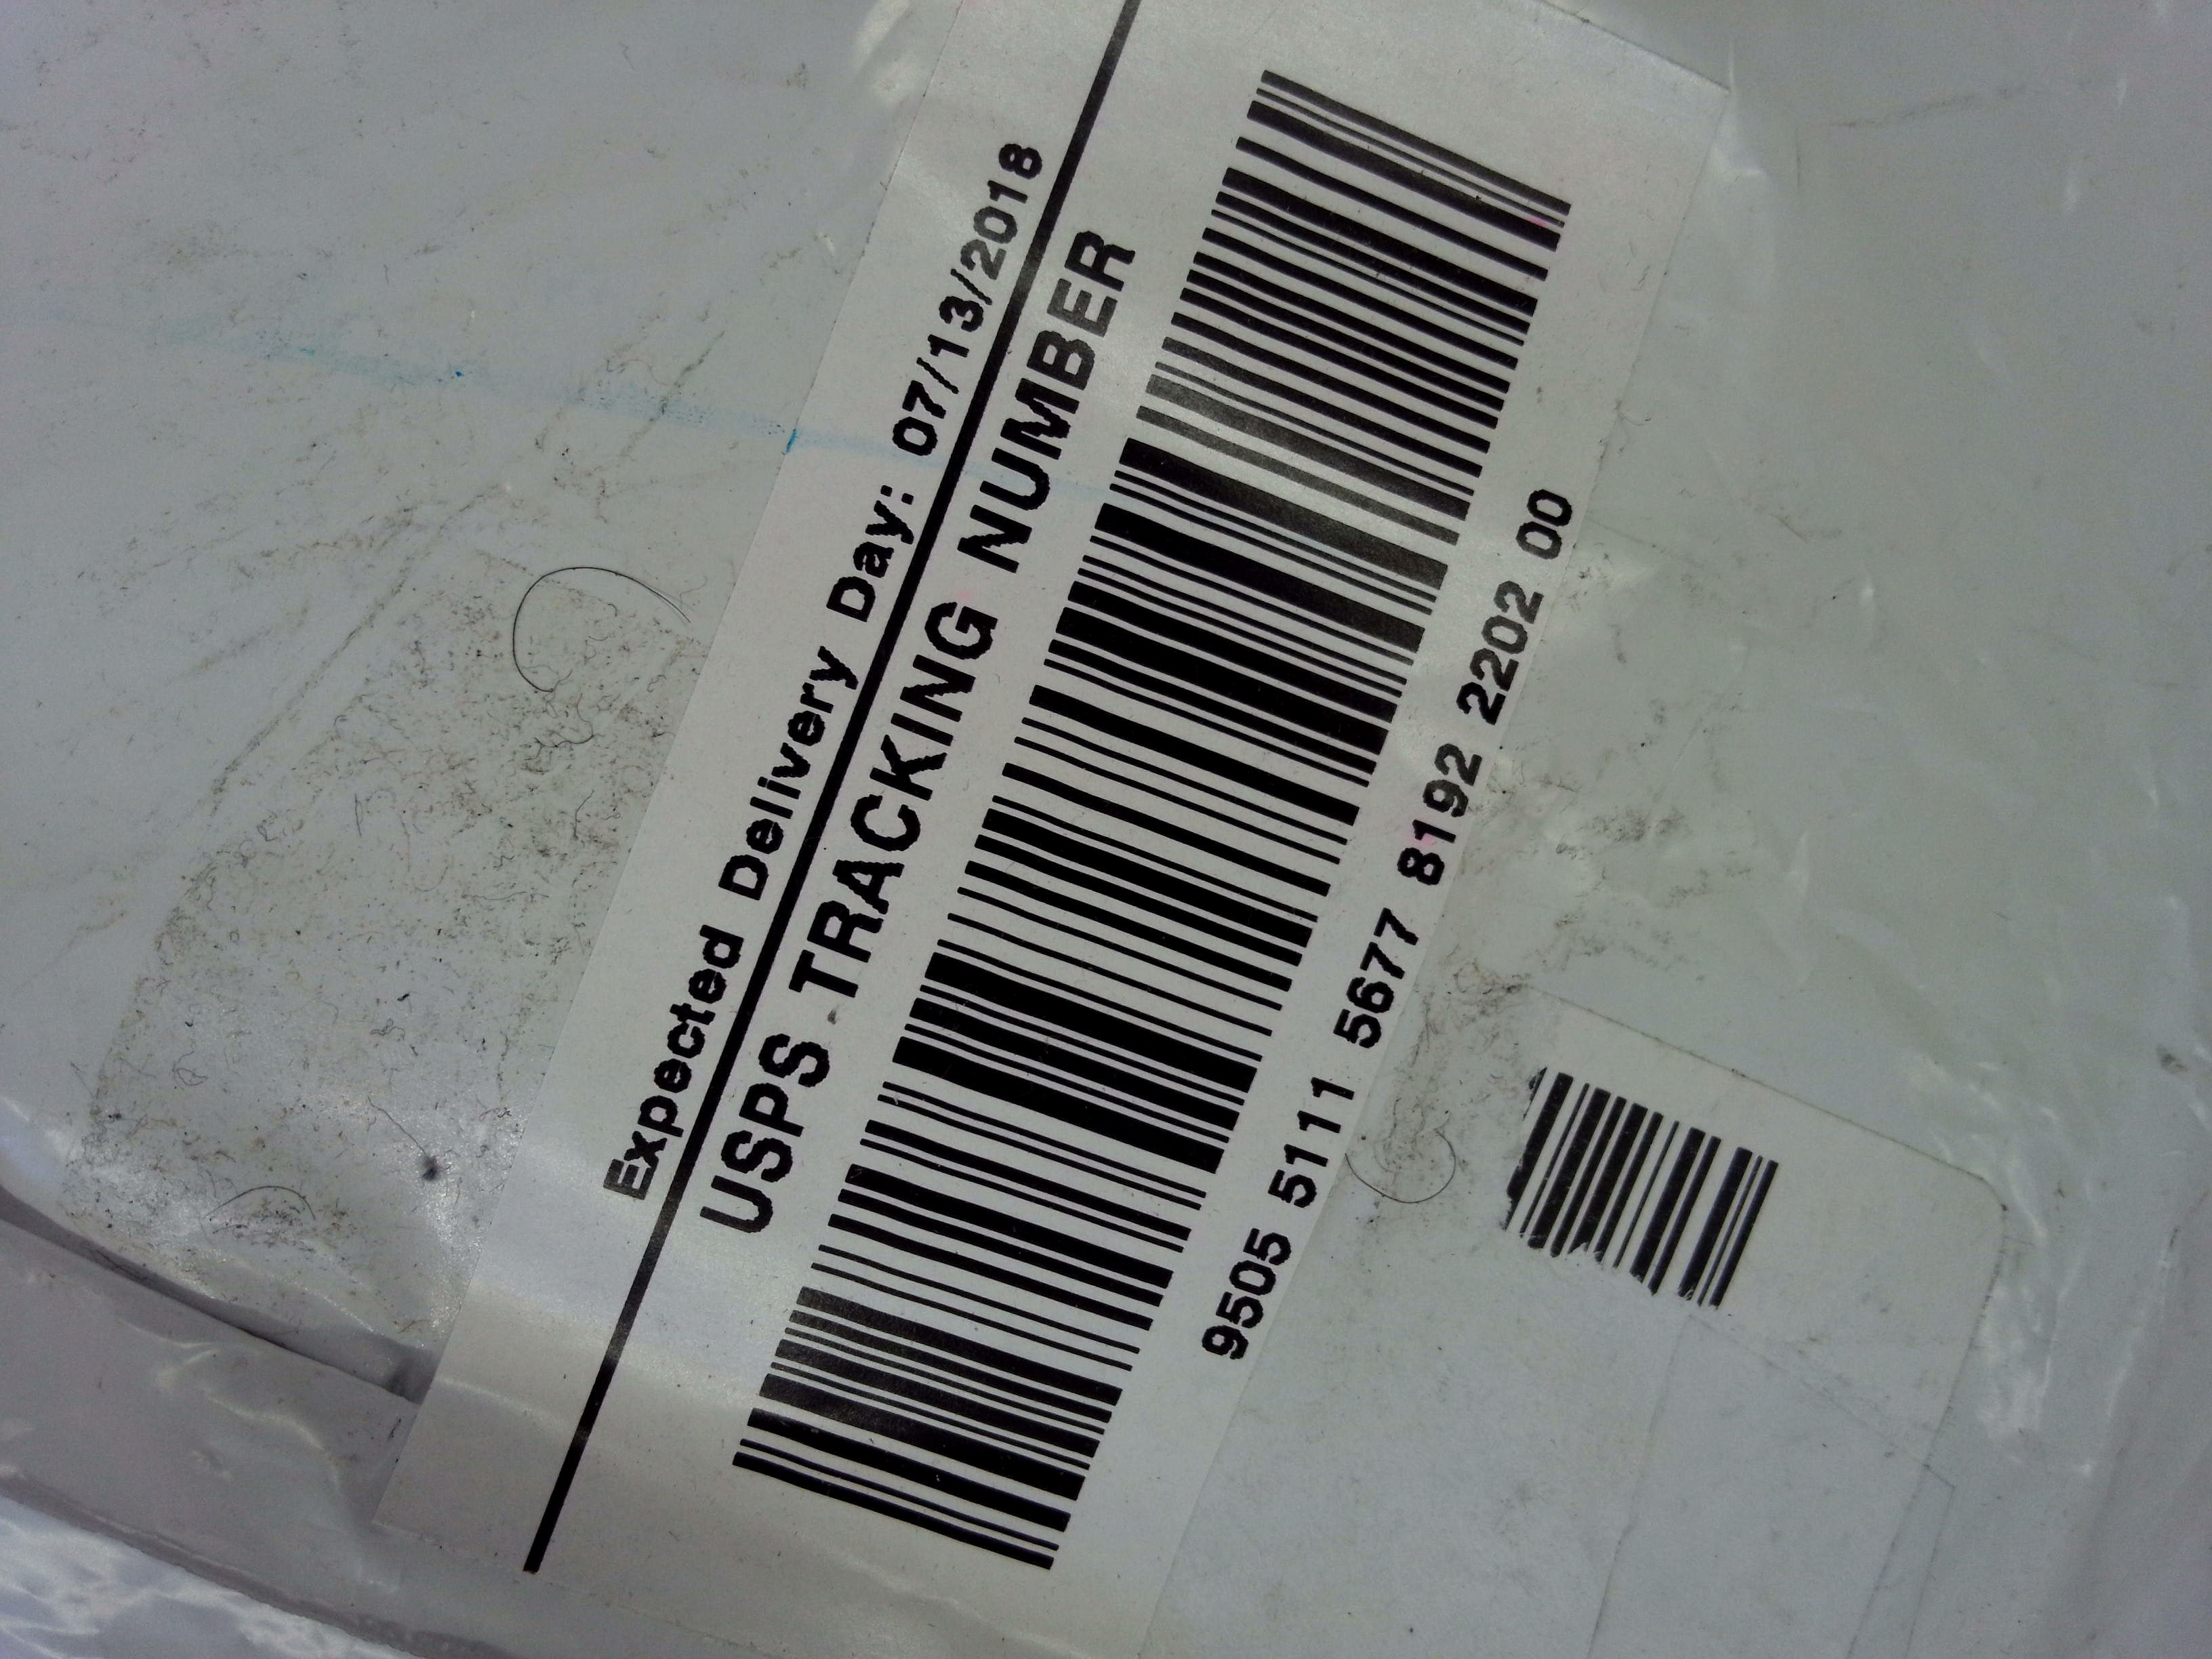 Expected Delivery Day: 07/13/2018
USPS TRACKING NUMBER
9505 5111 5677 8192 2202 00